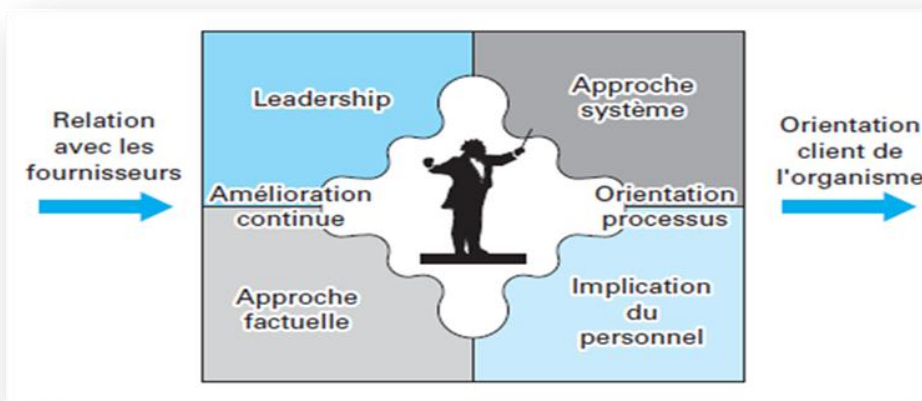 Relation
avec les
fournisseurs
Leadership
Approche
système
Amélioration
continue
Orientation
processus
Approche
factuelle
Implication
du
personnel
Orientation
client de
l'organisme